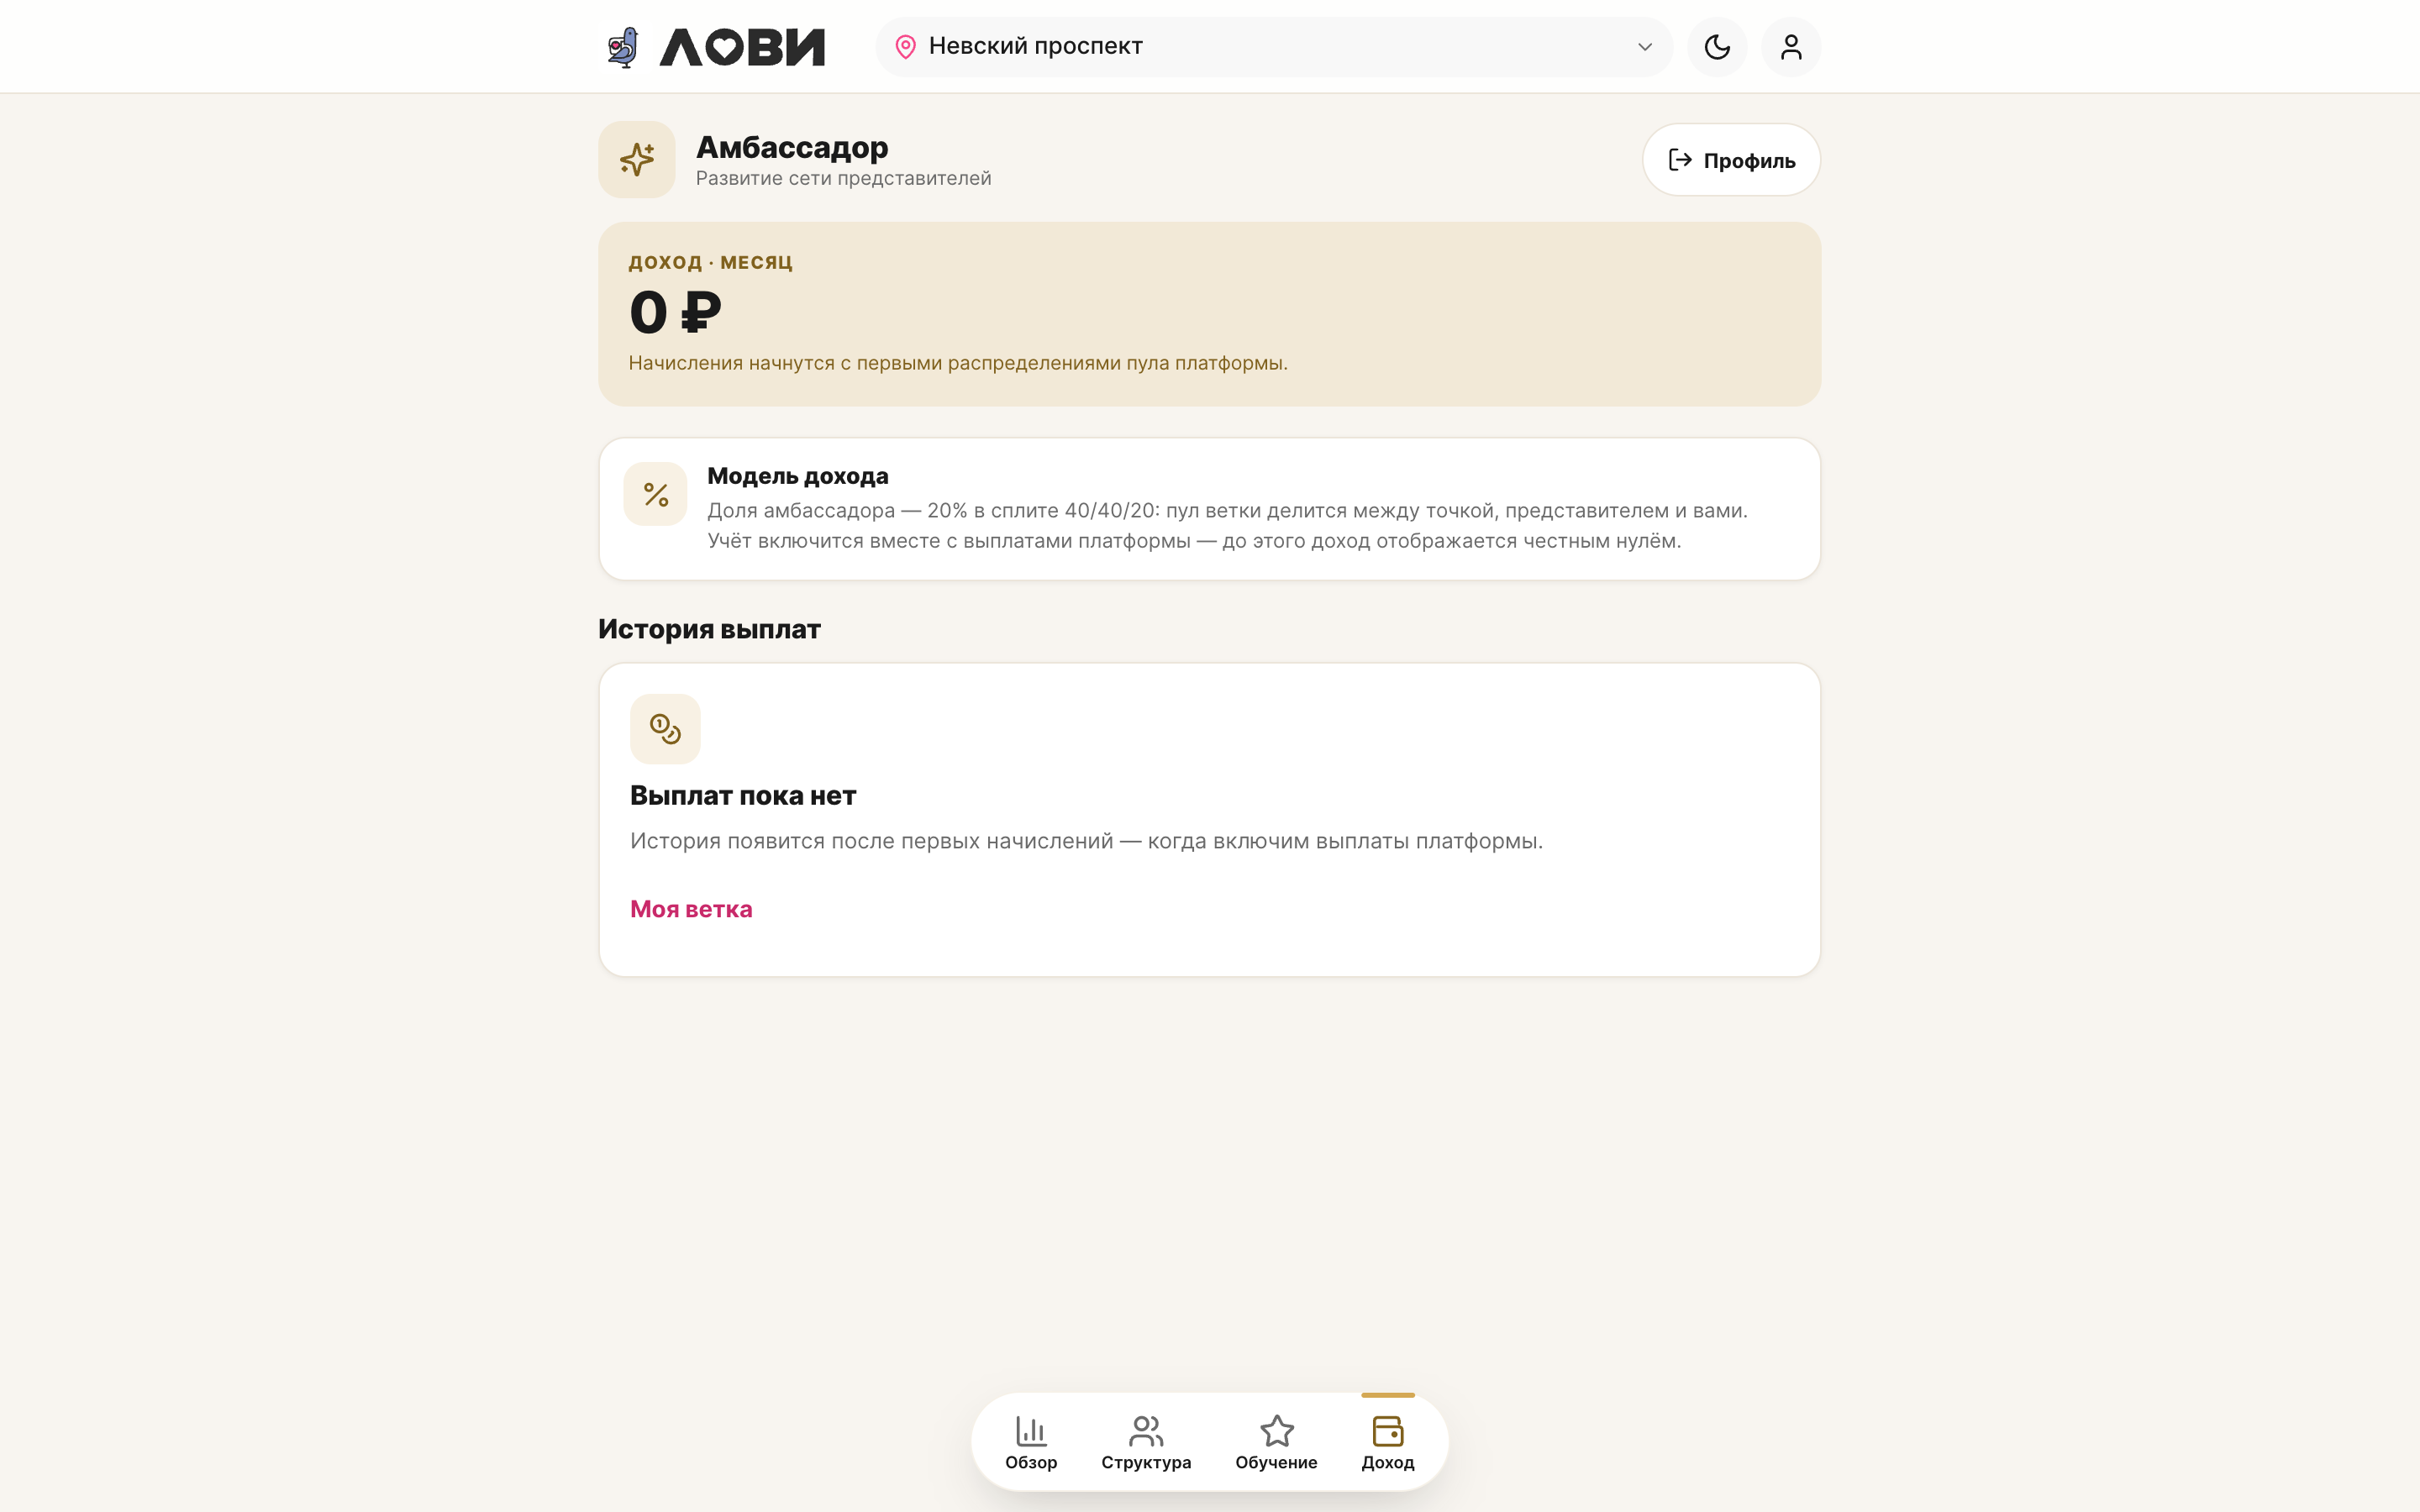 ЛОВИ
Невский проспект
Амбассадор
Развитие сети представителей
Профиль
ДОХОД · МЕСЯЦ
0 ₽
Начисления начнутся с первыми распределениями пула платформы.
Модель дохода
Доля амбассадора — 20% в сплите 40/40/20: пул ветки делится между точкой, представителем и вами.
Учёт включится вместе с выплатами платформы — до этого доход отображается честным нулём.
История выплат
Выплат пока нет
История появится после первых начислений — когда включим выплаты платформы.
Моя ветка
Обзор
Структура
Обучение
Доход